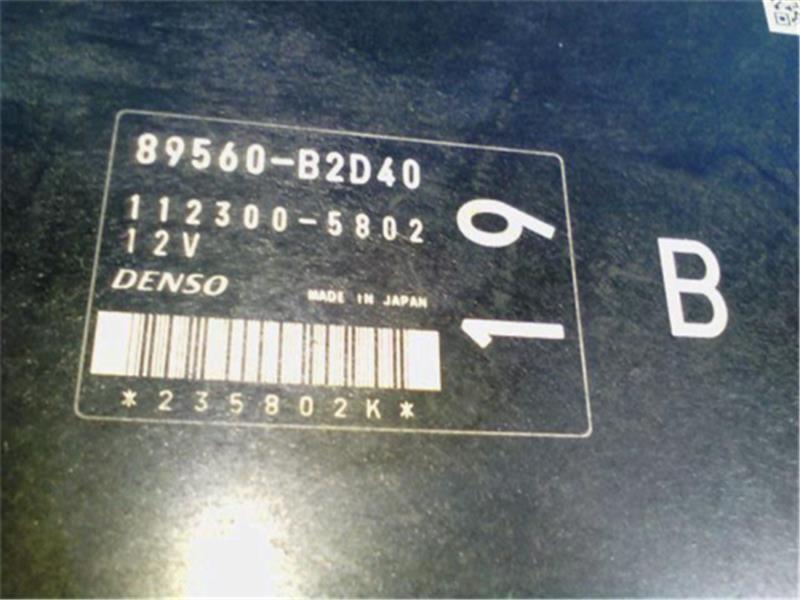 89560-B2D40
112300-5802
12V
DENSO
MADE IN JAPAN
*235802K*
19
B